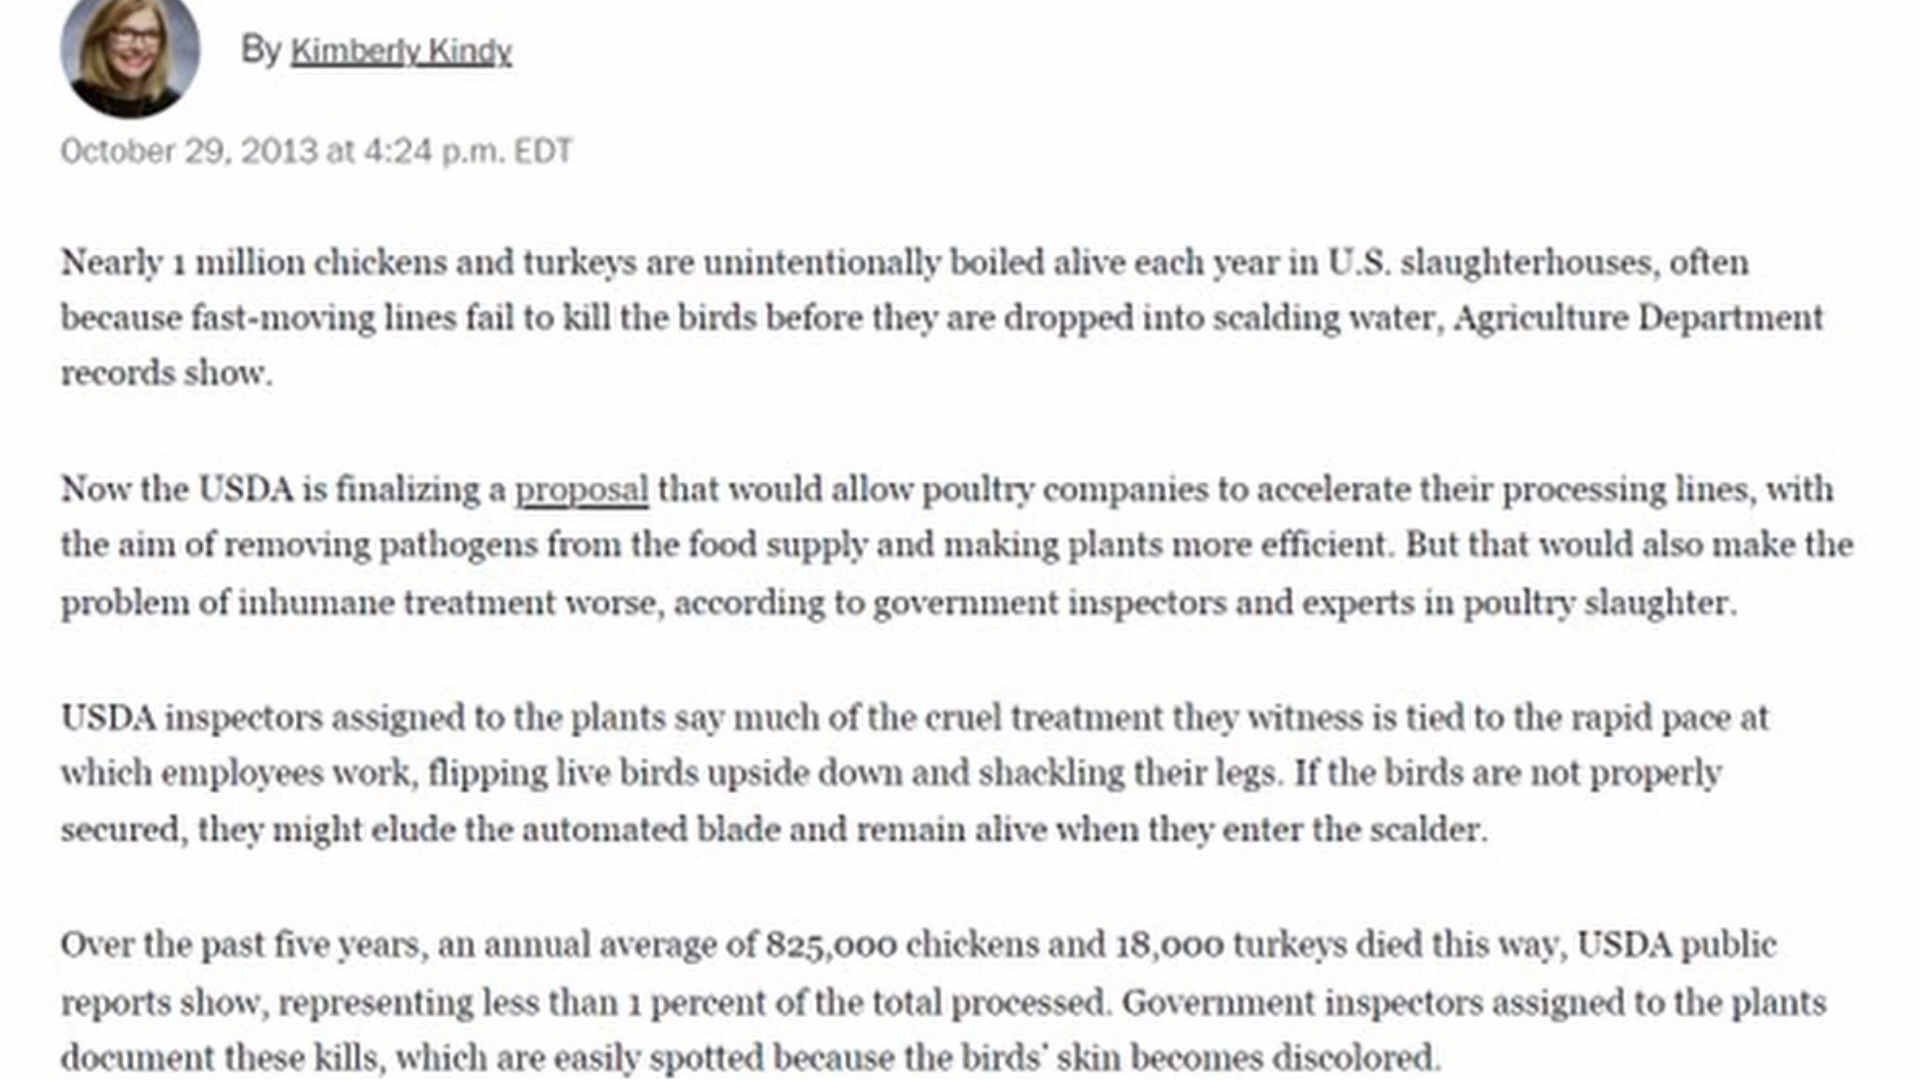 By Kimberly Kindy
October 29, 2013 at 4:24 p.m. EDT
Nearly 1 million chickens and turkeys are unintentionally boiled alive each year in U.S. slaughterhouses, often
because fast-moving lines fail to kill the birds before they are dropped into scalding water, Agriculture Department
records show.
Now the USDA is finalizing a proposal that would allow poultry companies to accelerate their processing lines, with
the aim of removing pathogens from the food supply and making plants more efficient. But that would also make the
problem of inhumane treatment worse, according to government inspectors and experts in poultry slaughter.
USDA inspectors assigned to the plants say much of the cruel treatment they witness is tied to the rapid pace at
which employees work, flipping live birds upside down and shackling their legs. If the birds are not properly
secured, they might elude the automated blade and remain alive when they enter the scalder.
Over the past five years, an annual average of 825,000 chickens and 18,000 turkeys died this way, USDA public
reports show, representing less than 1 percent of the total processed. Government inspectors assigned to the plants
document these kills, which are easily spotted because the birds' skin becomes discolored.